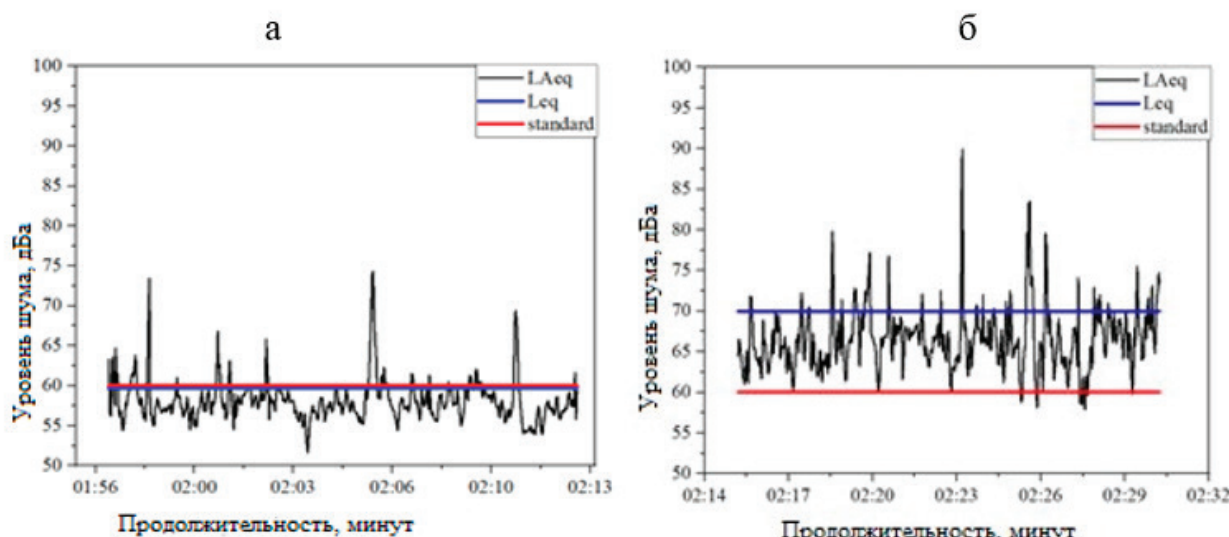 а
100
95
90
85
80
75
70
65
60
55
50
Уровень шума, дБа
LAeq
Leq
standard
01:56
02:00
02:03
02:06
02:10
02:13
Продолжительность, минут
б
100
95
90
85
80
75
70
65
60
55
50
Уровень шума, дБа
LAeq
Leq
standard
02:14
02:17
02:20
02:23
02:26
02:29
02:32
Продолжительность, минут